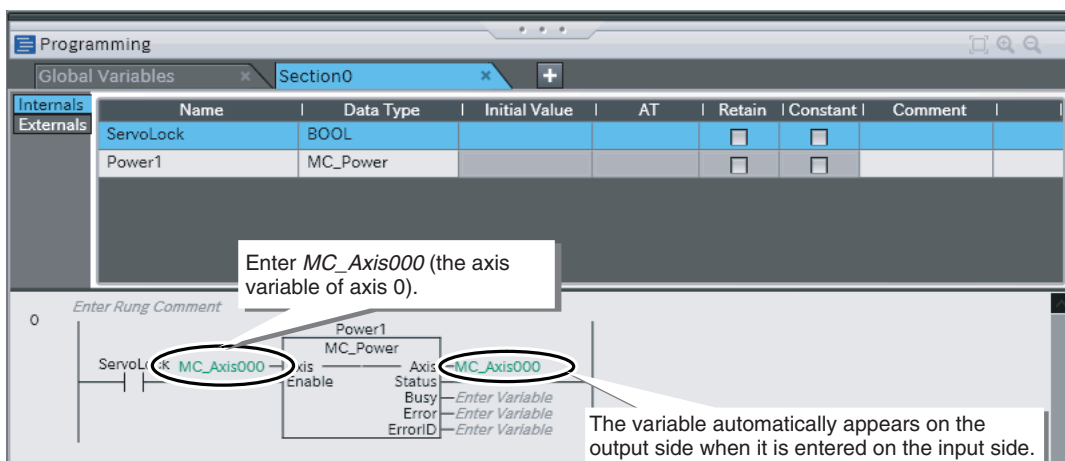 Programming
Global Variables
Section0
Internals
Externals
Name Data Type Initial Value AT Retain Constant Comment
ServoLock BOOL
Power1 MC_Power
Enter MC_Axis000 (the axis
variable of axis 0).
Enter Rung Comment
0
Power1
MC_Power
ServoLock MC_Axis000 Axis Axis MC_Axis000
Enable Status
Busy Enter Variable
Error Enter Variable
ErrorID Enter Variable
The variable automatically appears on the
output side when it is entered on the input side.